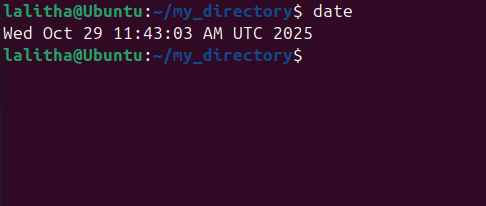 lalitha@Ubuntu:~/my_directory$ date
Wed Oct 29 11:43:03 AM UTC 2025
lalitha@Ubuntu:~/my_directory$